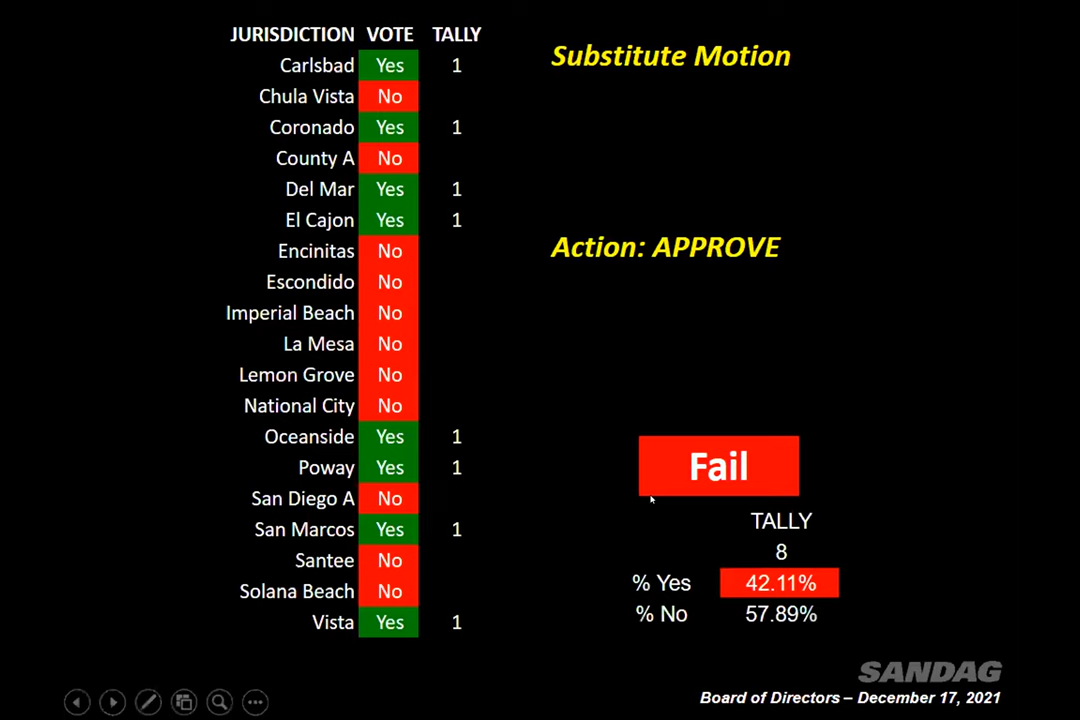 JURISDICTION VOTE TALLY
Carlsbad Yes 1
Chula Vista No
Coronado Yes 1
County A No
Del Mar Yes 1
El Cajon Yes 1
Encinitas No
Escondido No
Imperial Beach No
La Mesa No
Lemon Grove No
National City No
Oceanside Yes 1
Poway Yes 1
San Diego A No
San Marcos Yes 1
Santee No
Solana Beach No
Vista Yes 1
Substitute Motion
Action: APPROVE
Fail
TALLY
8
% Yes 42.11%
% No 57.89%
SANDAG
Board of Directors – December 17, 2021